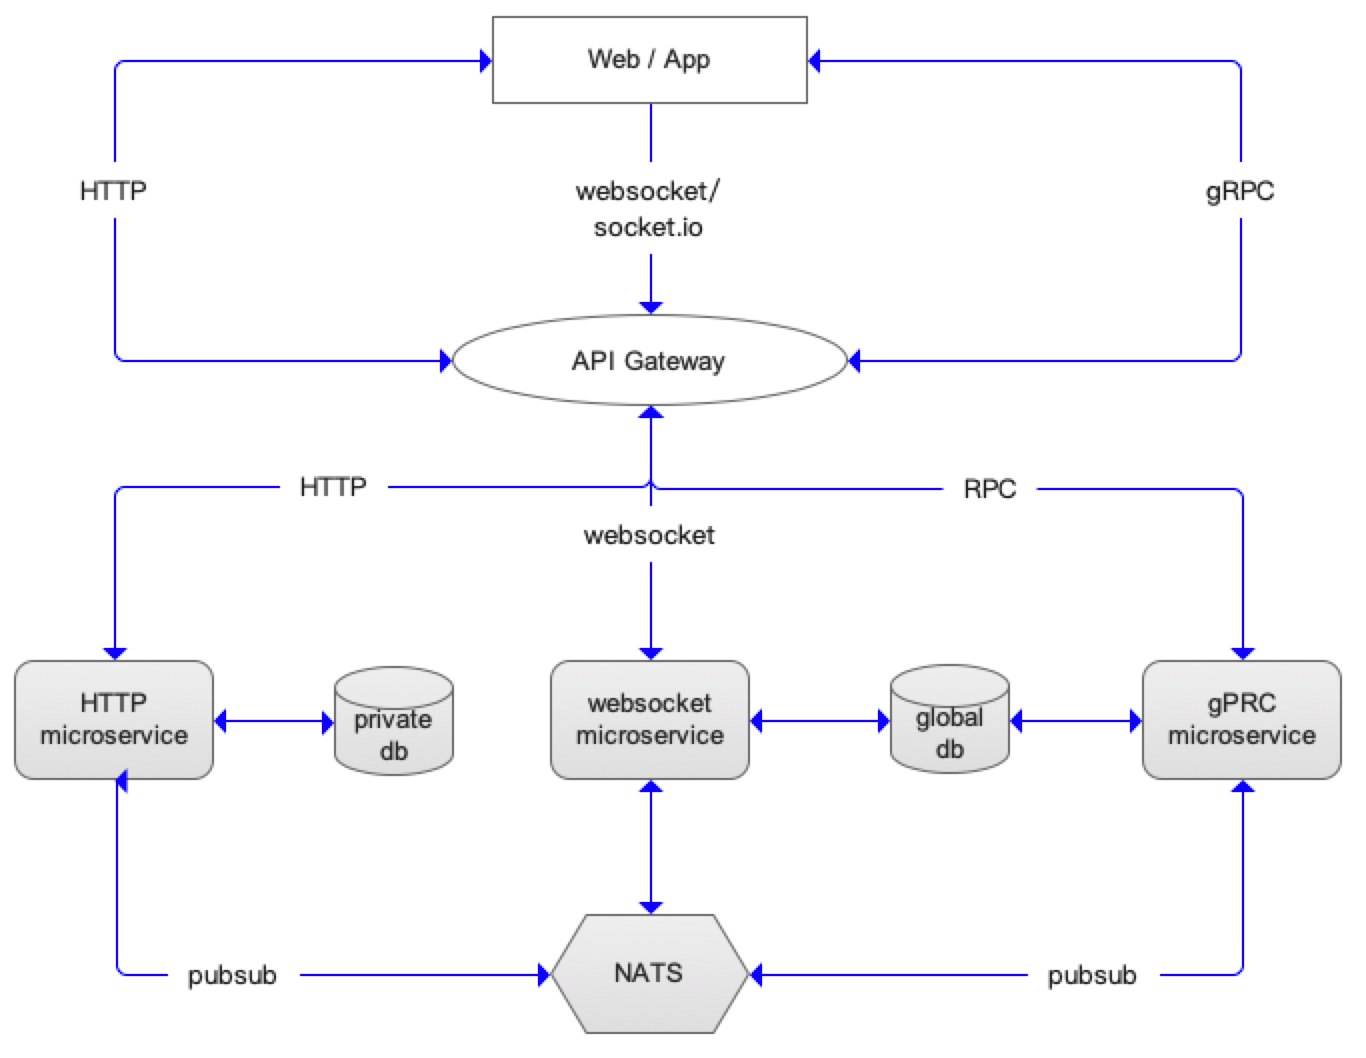 Web / App
HTTP
websocket/
socket.io
gRPC
API Gateway
HTTP
RPC
websocket
HTTP
microservice
private
db
websocket
microservice
global
db
gPRC
microservice
pubsub
NATS
pubsub